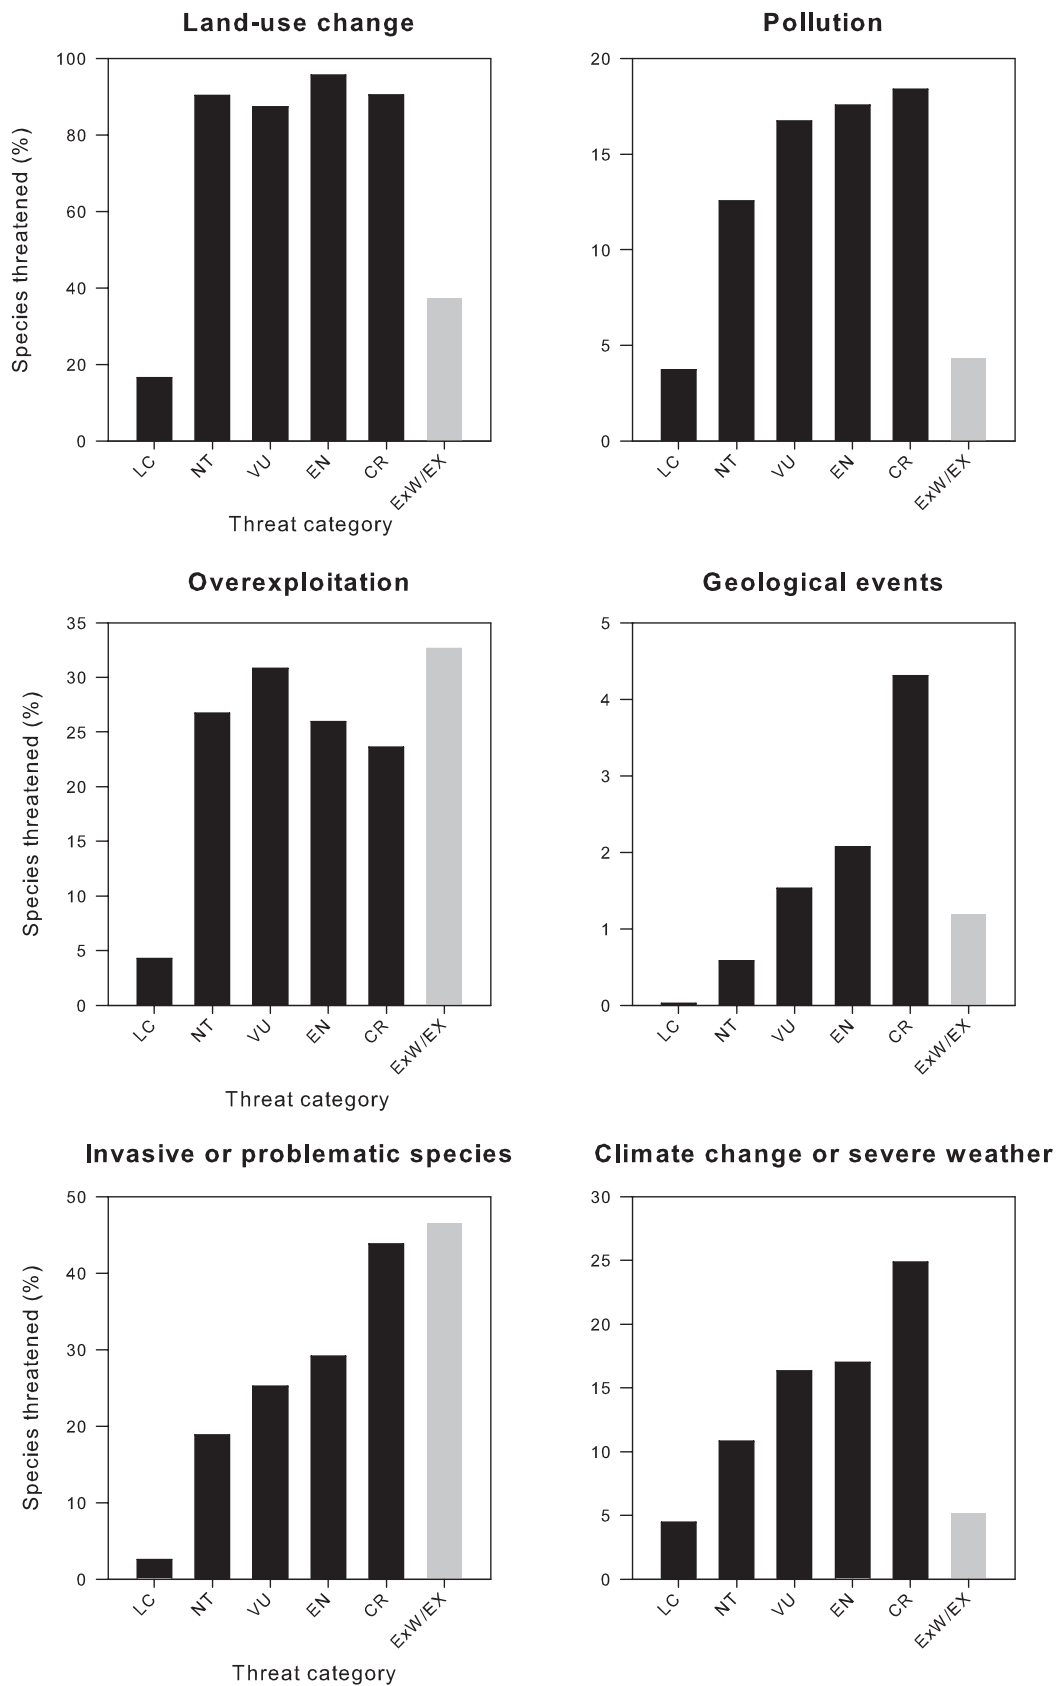 Land-use change
Species threatened (%)
100
80
60
40
20
0
LC
NT
VU
EN
CR
ExW/EX
Threat category
Pollution
20
15
10
5
0
LC
NT
VU
EN
CR
ExW/EX
Overexploitation
Species threatened (%)
35
30
25
20
15
10
5
0
LC
NT
VU
EN
CR
ExW/EX
Threat category
Geological events
5
4
3
2
1
0
LC
NT
VU
EN
CR
ExW/EX
Invasive or problematic species
Species threatened (%)
50
40
30
20
10
0
LC
NT
VU
EN
CR
ExW/EX
Threat category
Climate change or severe weather
30
25
20
15
10
5
0
LC
NT
VU
EN
CR
ExW/EX